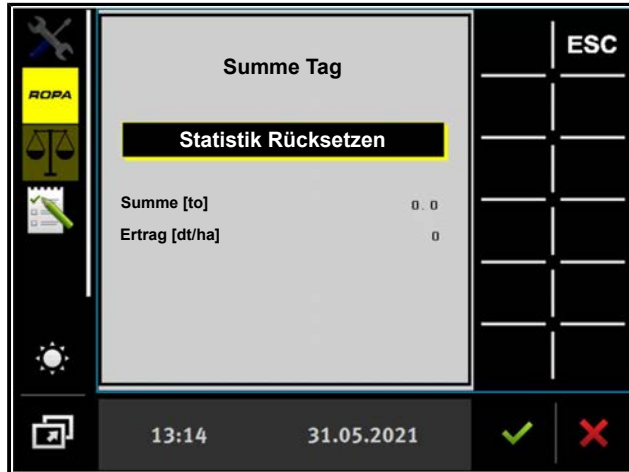 ESC
Summe Tag
ROPA
Statistik Rücksetzen
Summe [to] 0.0
Ertrag [dt/ha] 0
13:14 31.05.2021